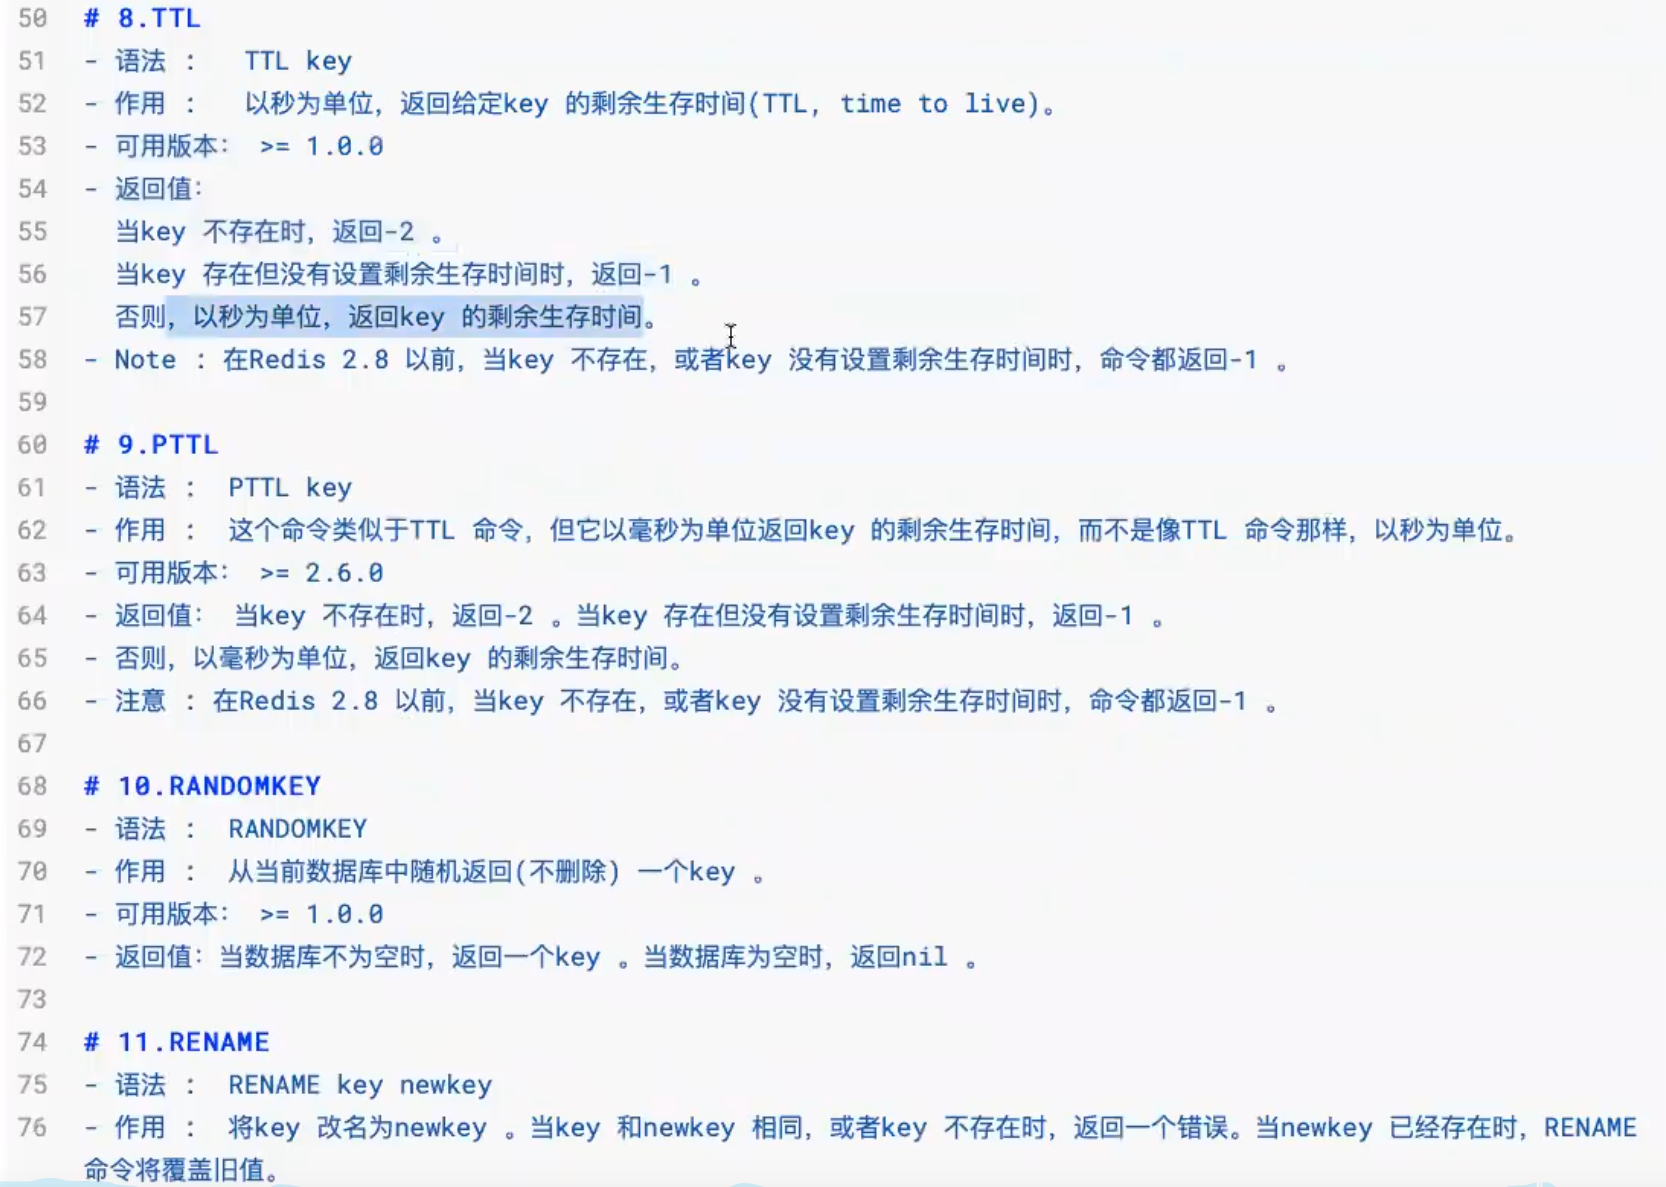 50 # 8.TTL
51 - 语法 : TTL key
52 - 作用 : 以秒为单位，返回给定key 的剩余生存时间(TTL, time to live)。
53 - 可用版本： >= 1.0.0
54 - 返回值：
55 当key 不存在时，返回-2 。
56 当key 存在但没有设置剩余生存时间时，返回-1 。
57 否则，以秒为单位，返回key 的剩余生存时间。
58 - Note : 在Redis 2.8 以前，当key 不存在，或者key 没有设置剩余生存时间时，命令都返回-1 。
59
60 # 9.PTTL
61 - 语法 : PTTL key
62 - 作用 : 这个命令类似于TTL 命令，但它以毫秒为单位返回key 的剩余生存时间，而不是像TTL 命令那样，以秒为单位。
63 - 可用版本： >= 2.6.0
64 - 返回值： 当key 不存在时，返回-2 。当key 存在但没有设置剩余生存时间时，返回-1 。
65 - 否则，以毫秒为单位，返回key 的剩余生存时间。
66 - 注意 : 在Redis 2.8 以前，当key 不存在，或者key 没有设置剩余生存时间时，命令都返回-1 。
67
68 # 10.RANDOMKEY
69 - 语法 : RANDOMKEY
70 - 作用 : 从当前数据库中随机返回(不删除) 一个key 。
71 - 可用版本： >= 1.0.0
72 - 返回值：当数据库不为空时，返回一个key 。当数据库为空时，返回nil 。
73
74 # 11.RENAME
75 - 语法 : RENAME key newkey
76 - 作用 : 将key 改名为newkey 。当key 和newkey 相同，或者key 不存在时，返回一个错误。当newkey 已经存在时，RENAME
命令将覆盖旧值。